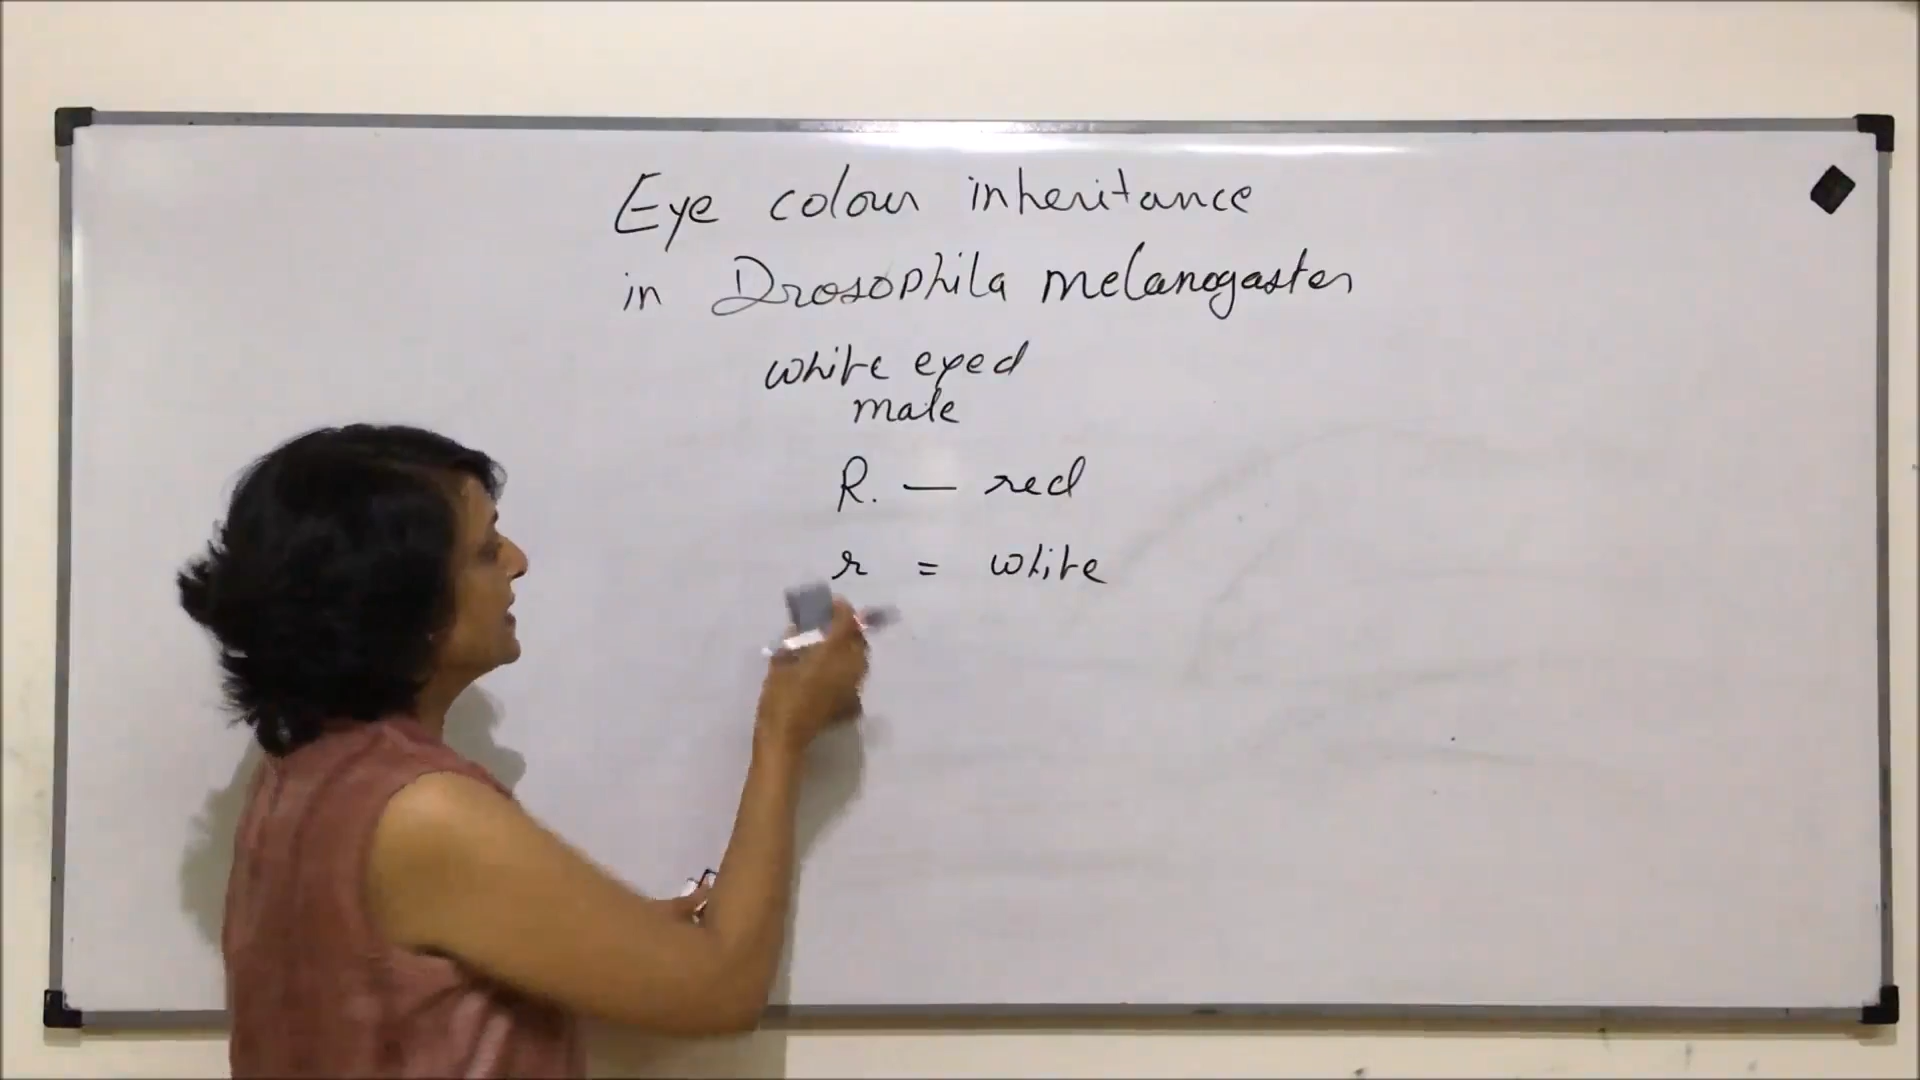 Eye colour inheritance
in Drosophila melanogaster
white eyed
male
R. — red
r = white